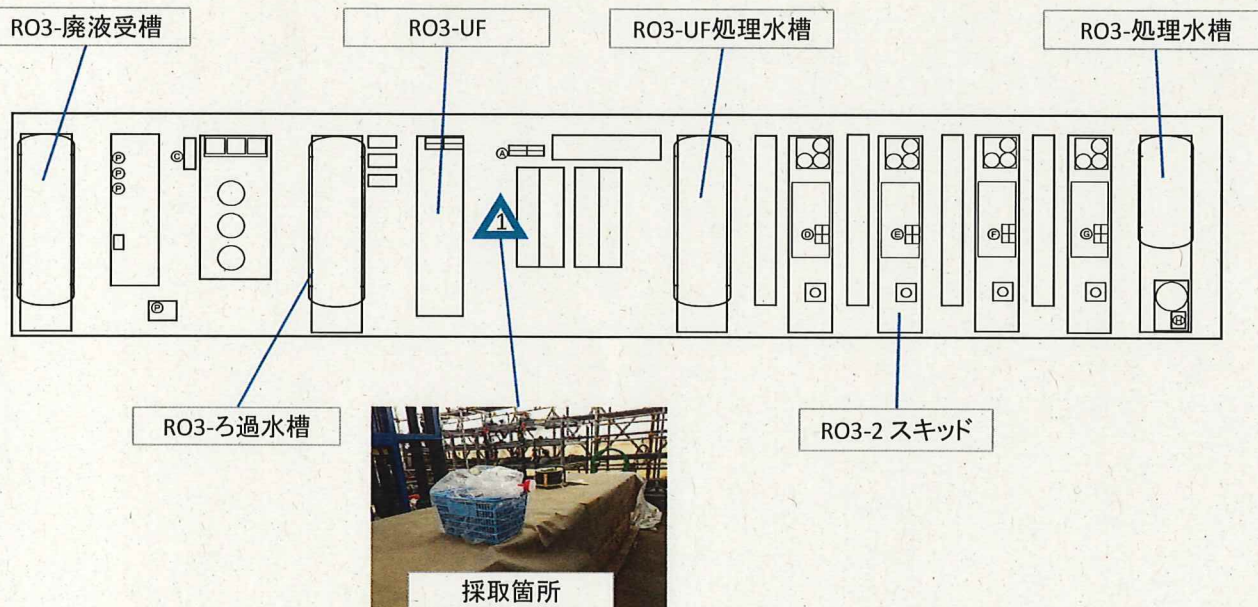 RO3-廃液受槽
RO3-UF
RO3-UF処理水槽
RO3-処理水槽
P
P
P
C
A
1
D
E
F
G
P
H
RO3-ろ過水槽
RO3-2 スキッド
採取箇所